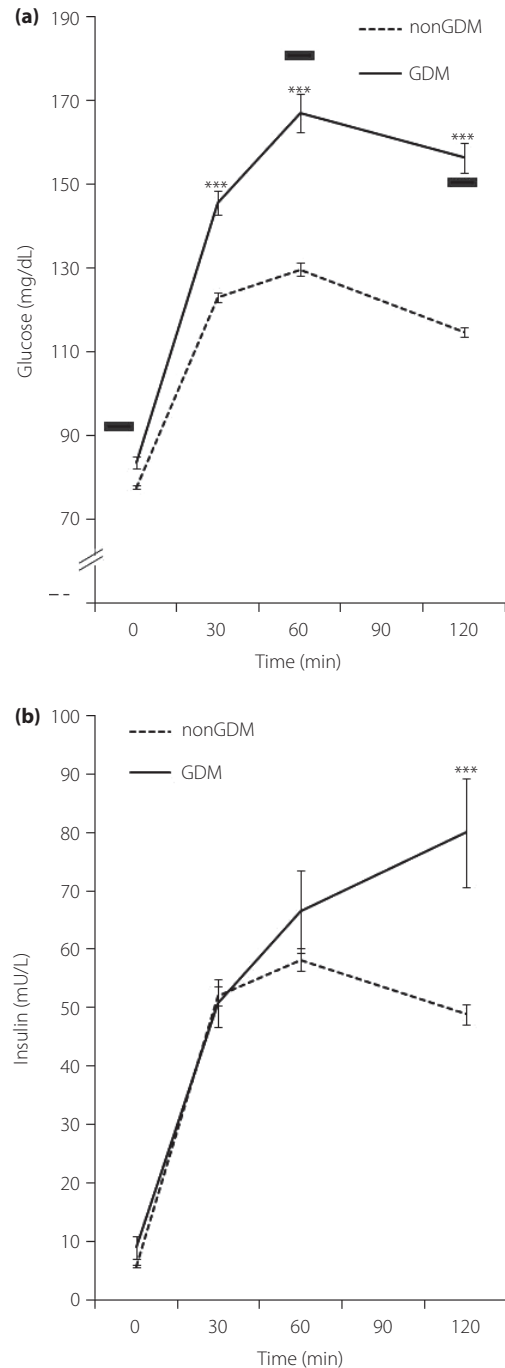 (a)
190
nonGDM
GDM
170
***
***
***
150
130
110
90
70
Glucose (mg/dL)
0 30 60 90 120
Time (min)
(b)
100
nonGDM
GDM
***
90
80
70
60
50
40
30
20
10
0
Insulin (mU/L)
0 30 60 90 120
Time (min)